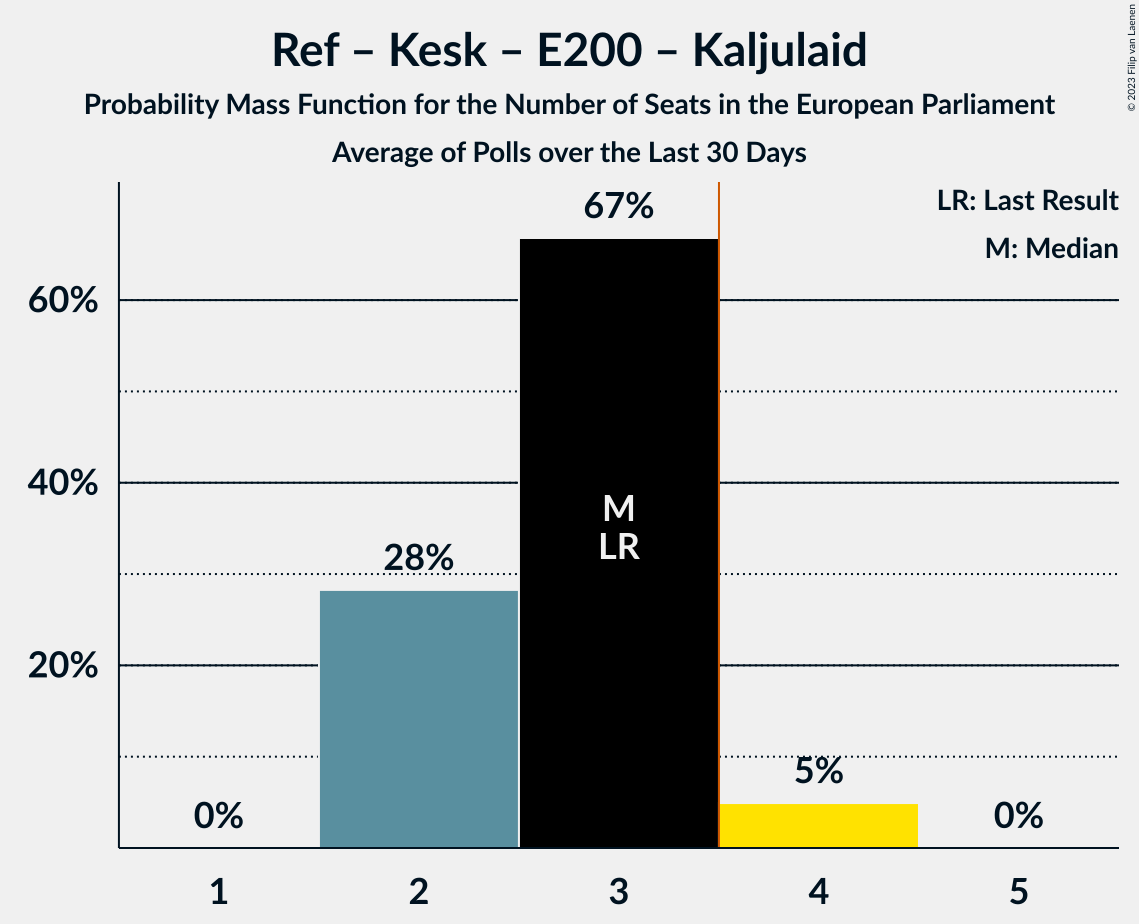 Ref – Kesk – E200 – Kaljulaid
Probability Mass Function for the Number of Seats in the European Parliament
Average of Polls over the Last 30 Days
© 2023 Filip van Laenen
LR: Last Result
M: Median
67%
60%
40%
M
LR
28%
20%
5%
0%
0%
1
2
3
4
5